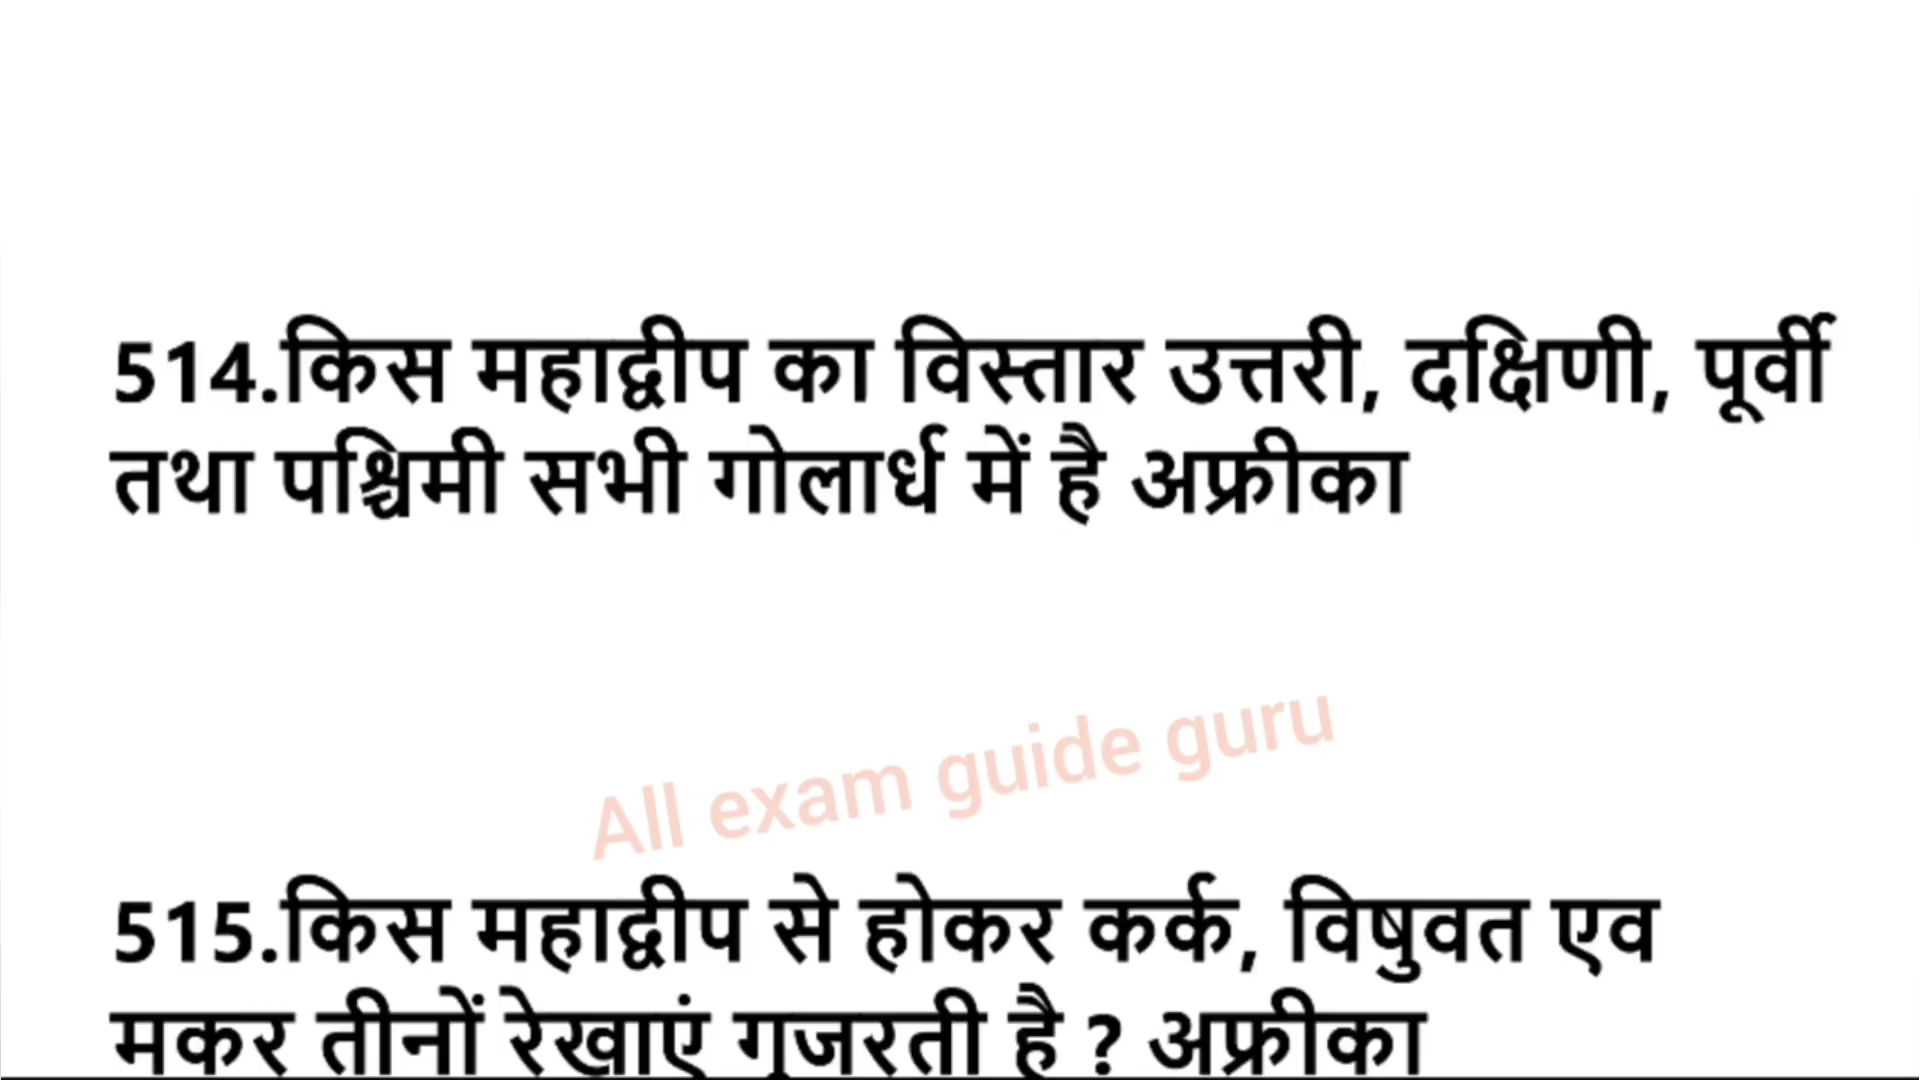 514.किस महाद्वीप का विस्तार उत्तरी, दक्षिणी, पूर्वी
तथा पश्चिमी सभी गोलार्ध में है अफ्रीका
All exam guide guru
515.किस महाद्वीप से होकर कर्क, विषुवत एव
मकर तीनों रेखाएं गुजरती है ? अफ्रीका